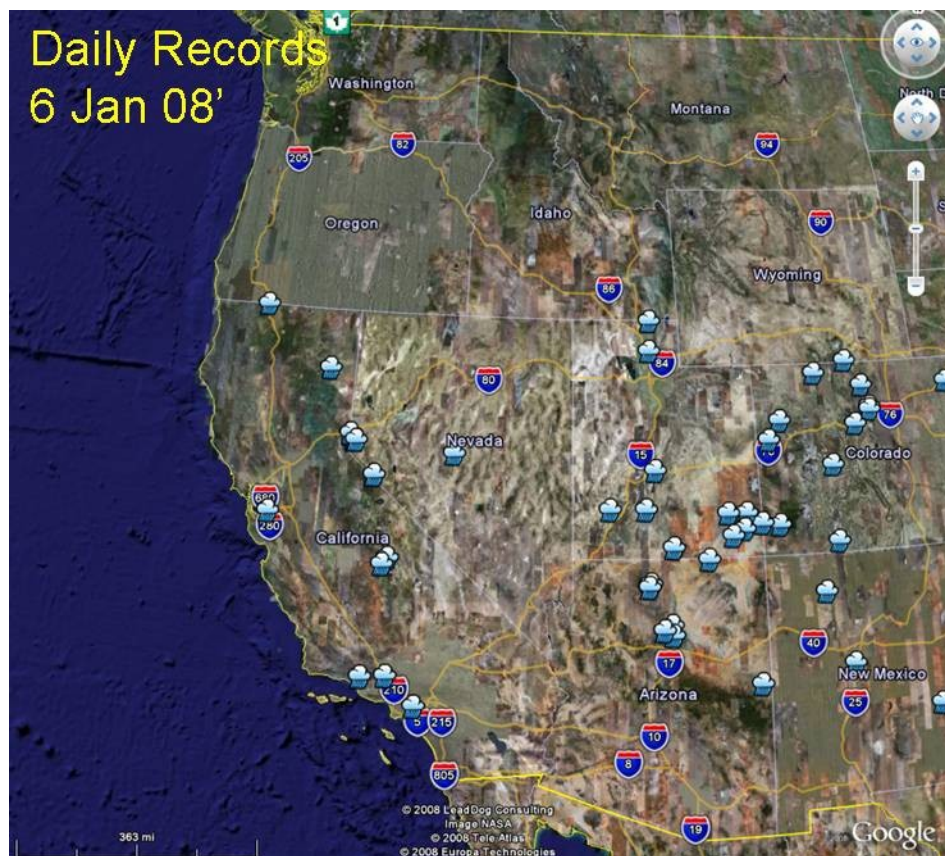 Daily Records
6 Jan 08'
1
Washington
Montana
North D
82
94
205
Oregon
Idaho
90
Wyoming
86
84
80
76
Nevada
15
Colorado
70
680
280
California
40
17
New Mexico
210
Arizona
25
5
215
10
8
805
© 2008 LeadDog Consulting
Image NASA
© 2008 Tele Atlas
© 2008 Europa Technologies
363 mi
19
Google